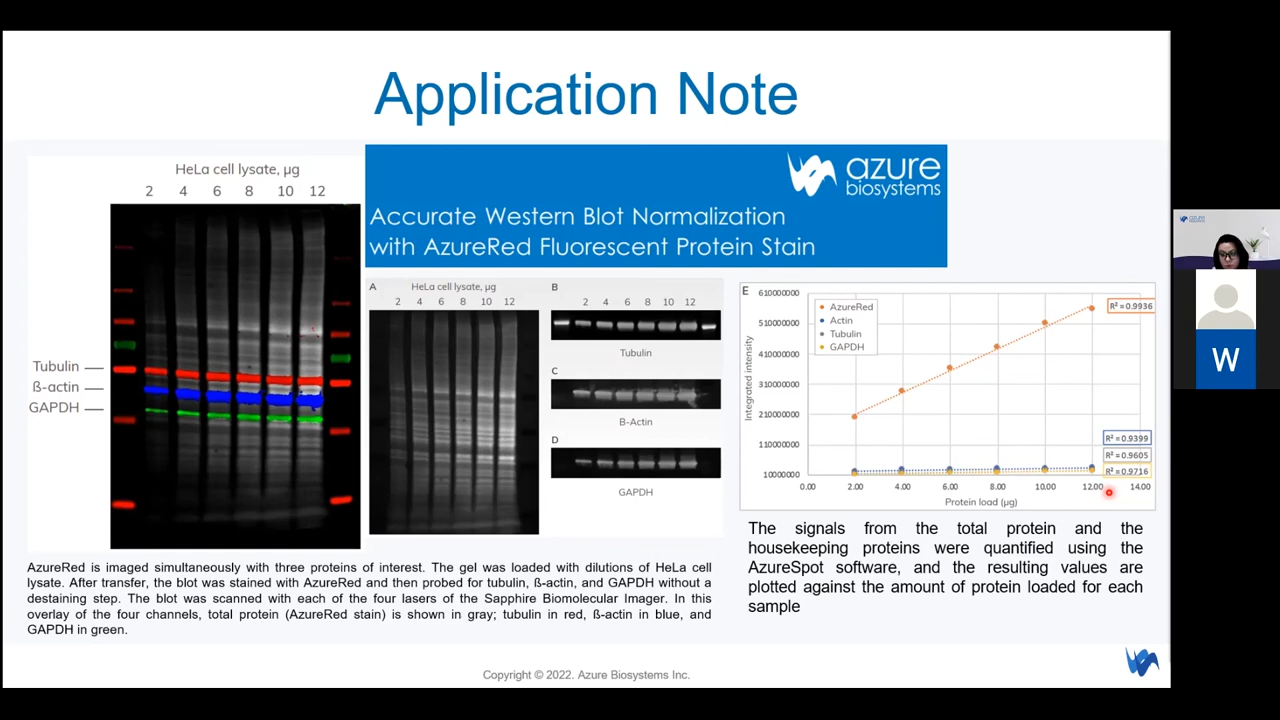 Application Note
HeLa cell lysate, µg
2 4 6 8 10 12
Tubulin
ß-actin
GAPDH
azure
biosystems
Accurate Western Blot Normalization
with AzureRed Fluorescent Protein Stain
A
HeLa cell lysate, µg
2 4 6 8 10 12
B
2 4 6 8 10 12
Tubulin
C
B-Actin
D
GAPDH
E
610000000
510000000
410000000
310000000
210000000
110000000
10000000
Integrated intensity
AzureRed
Actin
Tubulin
GAPDH
R² = 0.9936
R² = 0.9399
R² = 0.9605
R² = 0.9716
0.00 2.00 4.00 6.00 8.00 10.00 12.00 14.00
Protein load (µg)
AzureRed is imaged simultaneously with three proteins of interest. The gel was loaded with dilutions of HeLa cell
lysate. After transfer, the blot was stained with AzureRed and then probed for tubulin, ß-actin, and GAPDH without a
destaining step. The blot was scanned with each of the four lasers of the Sapphire Biomolecular Imager. In this
overlay of the four channels, total protein (AzureRed stain) is shown in gray; tubulin in red, ß-actin in blue, and
GAPDH in green.
The signals from the total protein and the
housekeeping proteins were quantified using the
AzureSpot software, and the resulting values are
plotted against the amount of protein loaded for each
sample
Copyright © 2022. Azure Biosystems Inc.
W